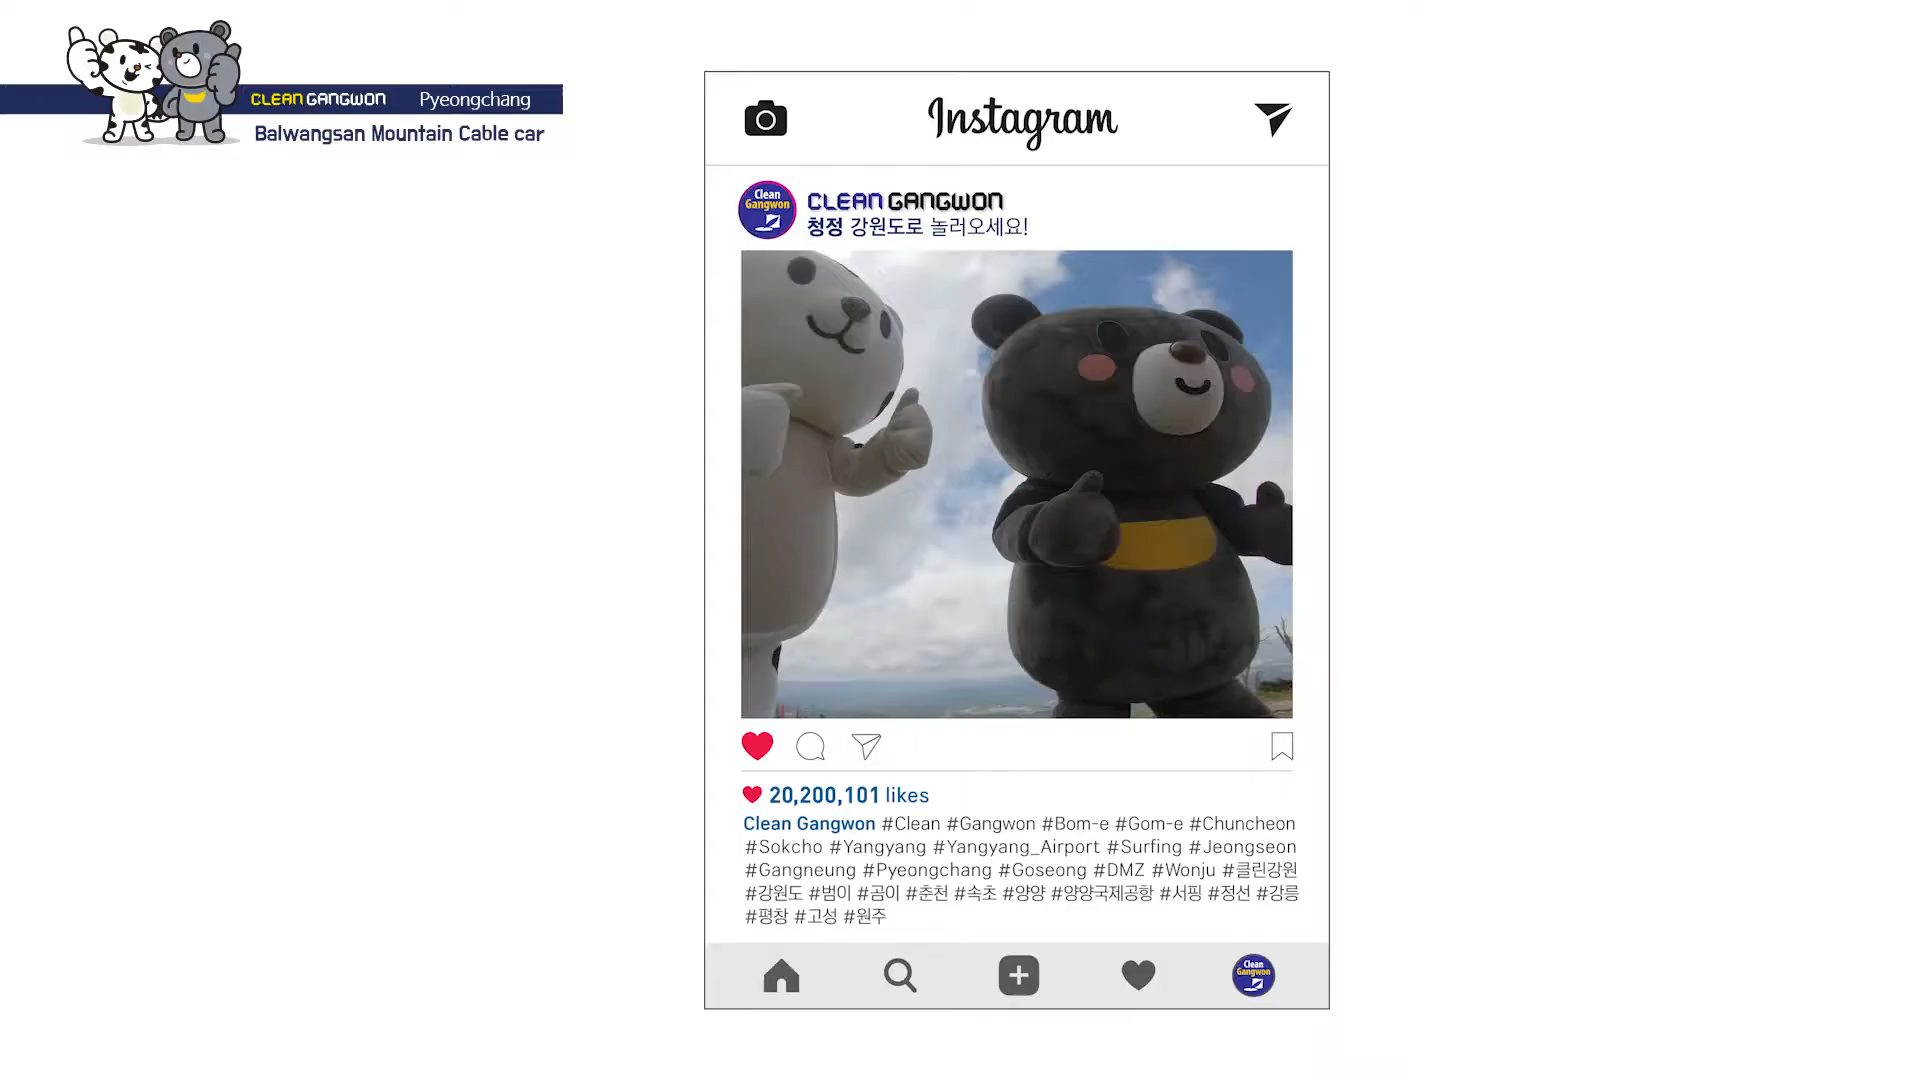 CLEAN GANGWON Pyeongchang
Balwangsan Mountain Cable car
Instagram
Clean
Gangwon
CLEAN GANGWON
청정 강원도로 놀러오세요!
20,200,101 likes
Clean Gangwon #Clean #Gangwon #Bom-e #Gom-e #Chuncheon
#Sokcho #Yangyang #Yangyang_Airport #Surfing #Jeongseon
#Gangneung #Pyeongchang #Goseong #DMZ #Wonju #클린강원
#강원도 #범이 #곰이 #춘천 #속초 #양양 #양양국제공항 #서핑 #정선 #강릉
#평창 #고성 #원주
Clean
Gangwon